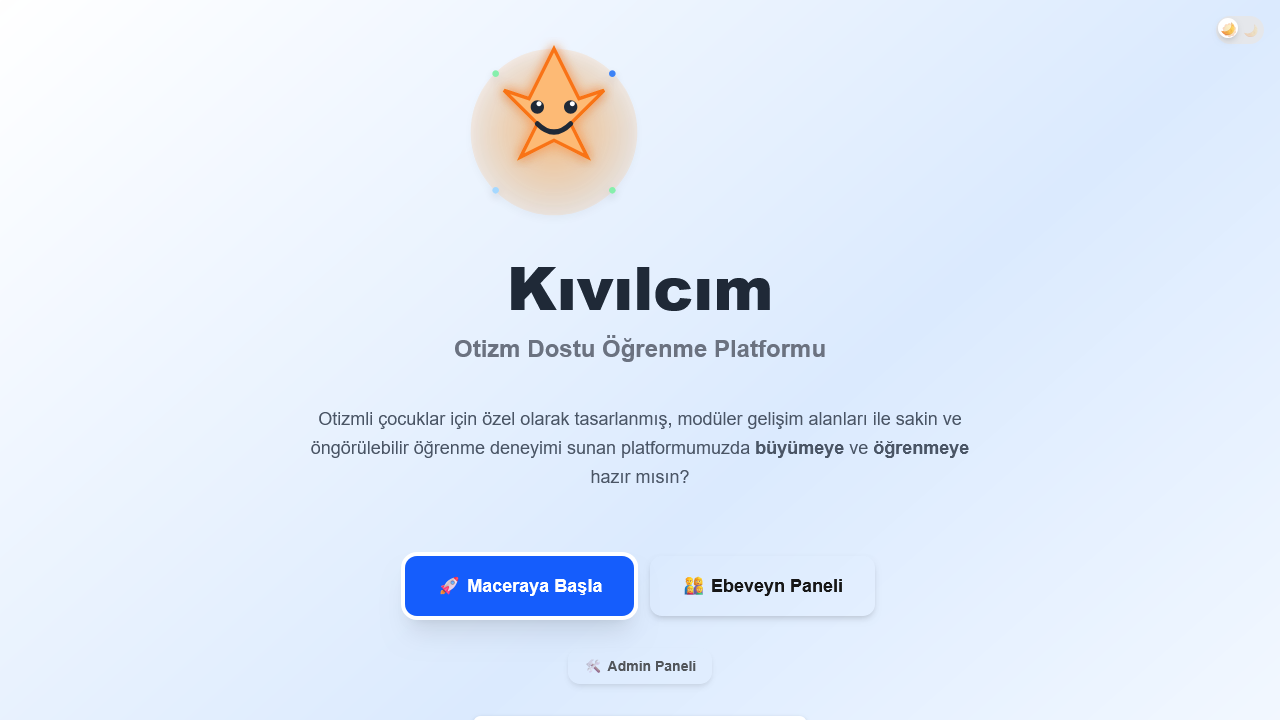 Kıvılcım
Otizm Dostu Öğrenme Platformu
Otizmli çocuklar için özel olarak tasarlanmış, modüler gelişim alanları ile sakin ve
öngörülebilir öğrenme deneyimi sunan platformumuzda büyümeye ve öğrenmeye
hazır mısın?
🚀 Maceraya Başla
👨‍👩‍👧‍👦 Ebeveyn Paneli
🛠️ Admin Paneli